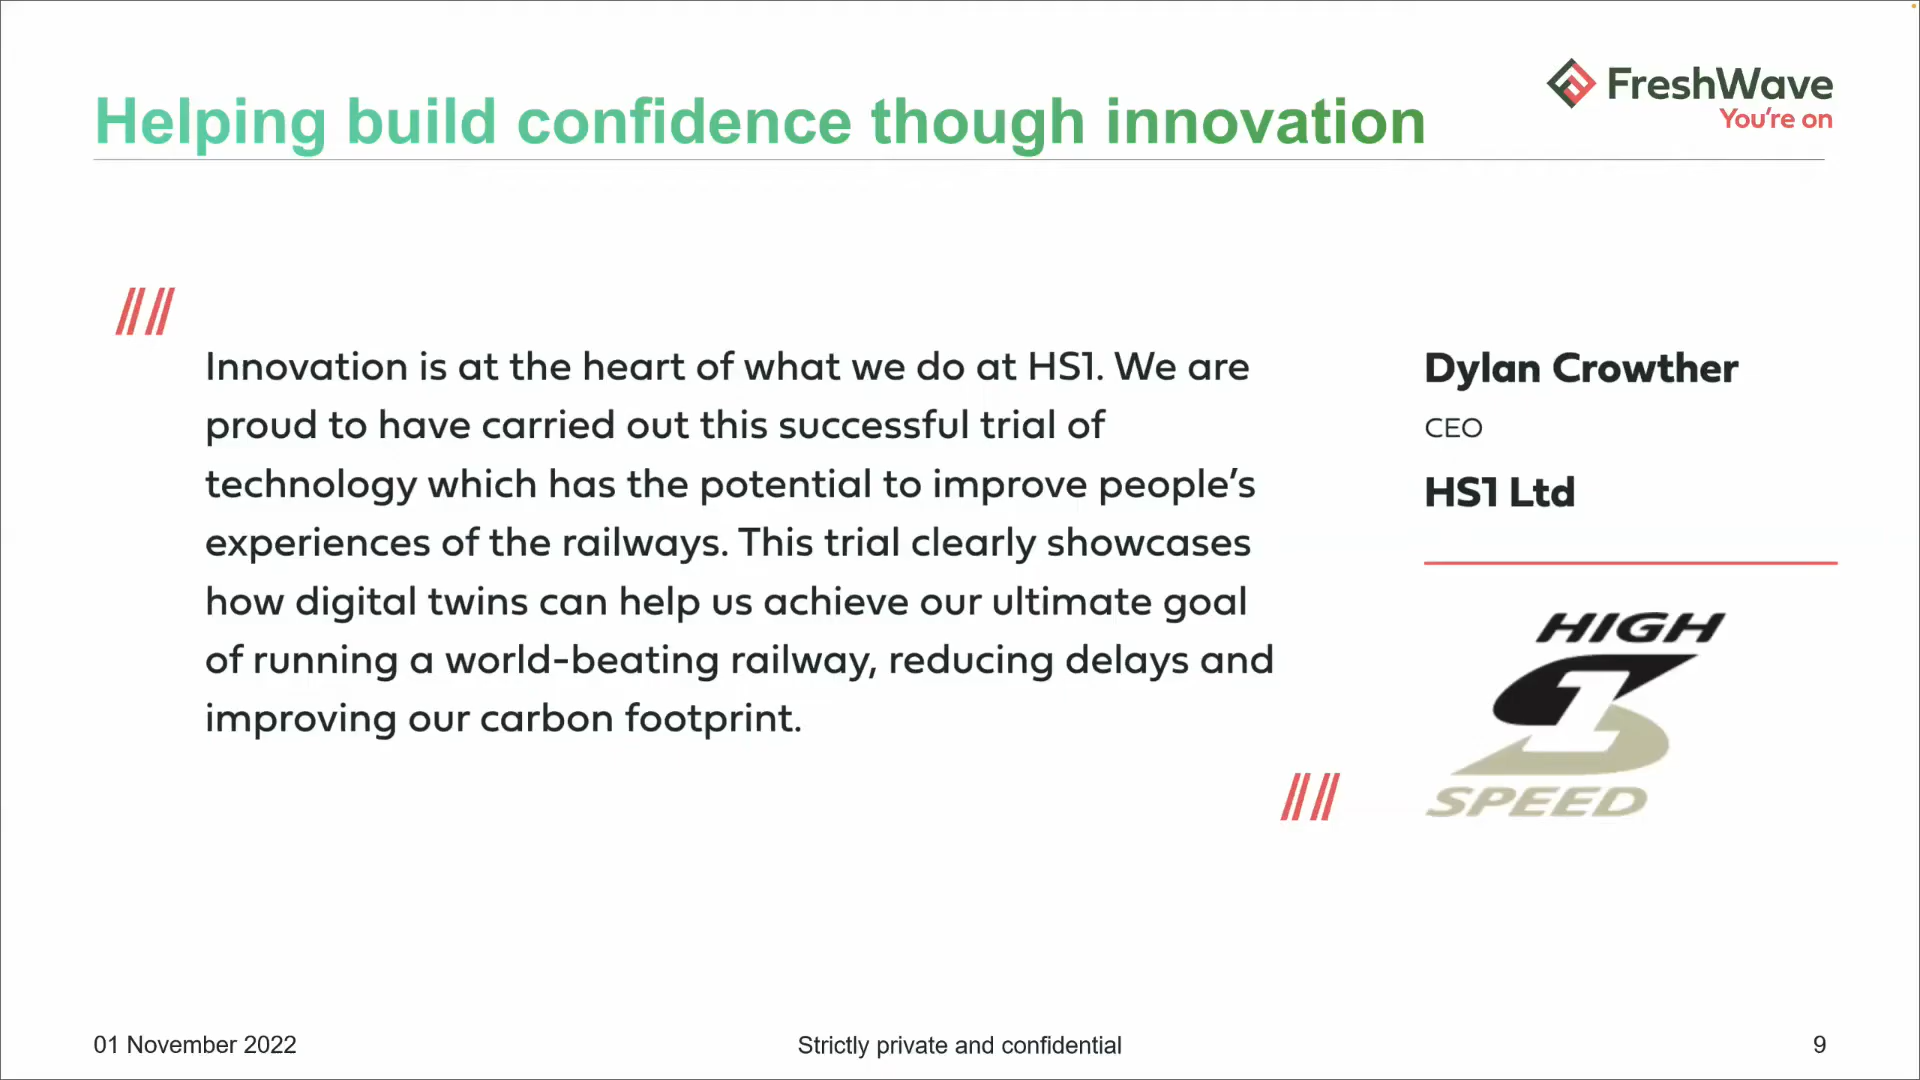 Helping build confidence though innovation
FreshWave
You're on
Innovation is at the heart of what we do at HS1. We are
proud to have carried out this successful trial of
technology which has the potential to improve people's
experiences of the railways. This trial clearly showcases
how digital twins can help us achieve our ultimate goal
of running a world-beating railway, reducing delays and
improving our carbon footprint.
Dylan Crowther
CEO
HS1 Ltd
HIGH
1
SPEED
01 November 2022
Strictly private and confidential
9